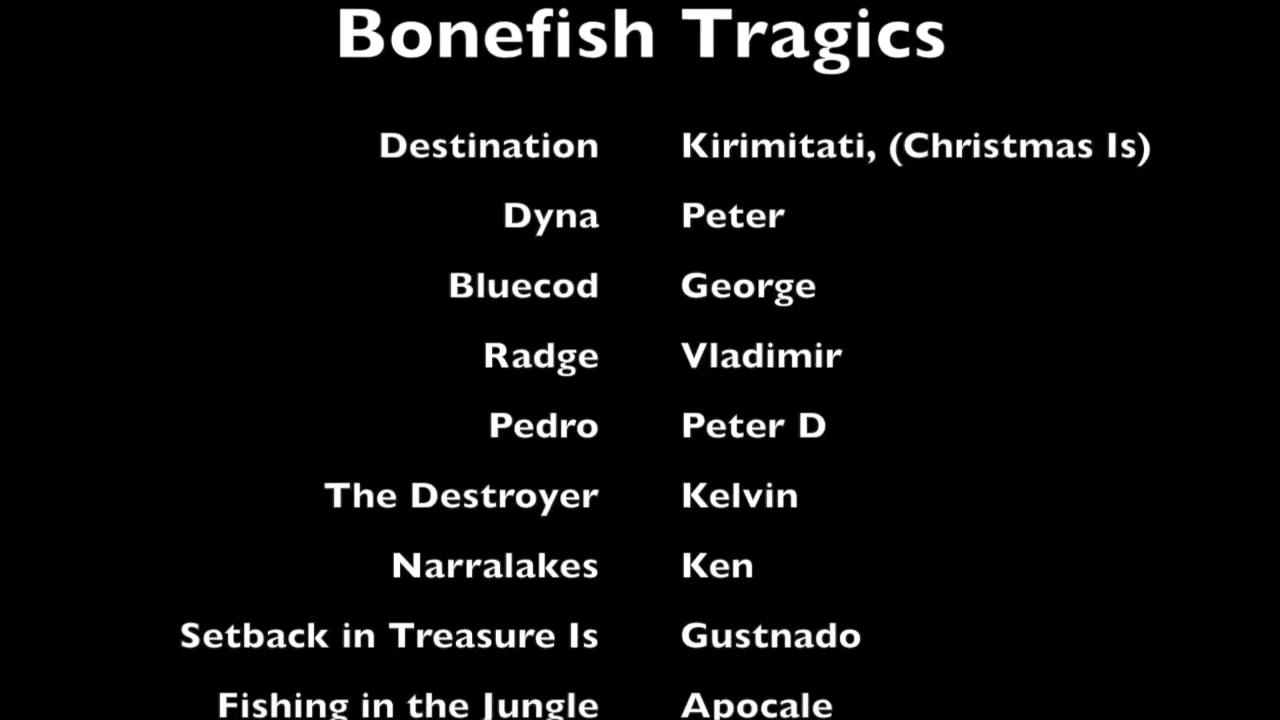 Bonefish Tragics
Destination Kirimitati, (Christmas Is)
Dyna Peter
Bluecod George
Radge Vladimir
Pedro Peter D
The Destroyer Kelvin
Narralakes Ken
Setback in Treasure Is Gustnado
Fishing in the Jungle Apocale